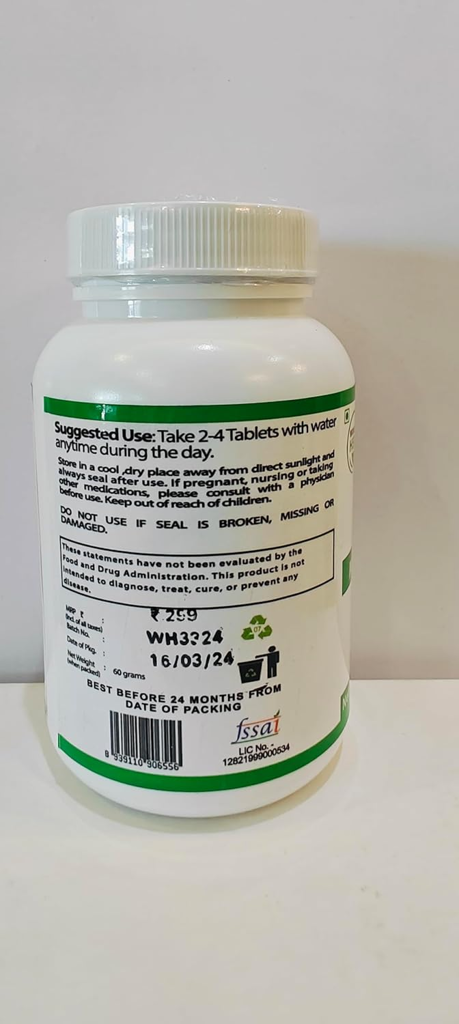 Suggested Use: Take 2-4 Tablets with water
anytime during the day.
Store in a cool ,dry place away from direct sunlight and
always seal after use. If pregnant, nursing or taking
other medications, please consult with a physician
before use. Keep out of reach of children.
DO NOT USE IF SEAL IS BROKEN, MISSING OR
DAMAGED.
These statements have not been evaluated by the
Food and Drug Administration. This product is not
intended to diagnose, treat, cure, or prevent any
disease.
MRP ₹ : ₹ 299
(Incl. of all taxes)
Batch No. : WH3324
Date of Pkg. : 16/03/24
Net Weight : 60 grams
(when packed)
07
BEST BEFORE 24 MONTHS FROM
DATE OF PACKING
fssai
LIC No. -
12821999000534
8 939110 906556